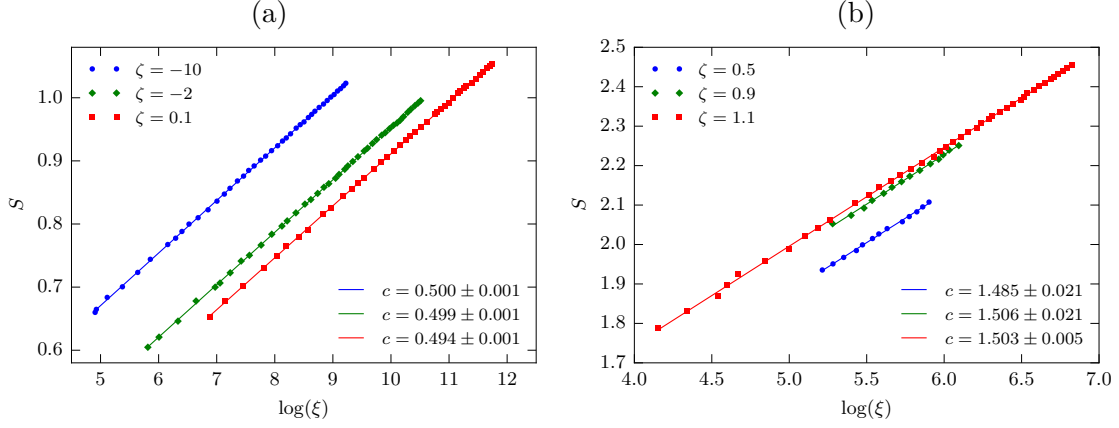 (a)
S
1.0
0.9
0.8
0.7
0.6
ζ = −10
ζ = −2
ζ = 0.1
c = 0.500 ± 0.001
c = 0.499 ± 0.001
c = 0.494 ± 0.001
5 6 7 8 9 10 11 12
log(ξ)
(b)
S
2.5
2.4
2.3
2.2
2.1
2.0
1.9
1.8
1.7
ζ = 0.5
ζ = 0.9
ζ = 1.1
c = 1.485 ± 0.021
c = 1.506 ± 0.021
c = 1.503 ± 0.005
4.0 4.5 5.0 5.5 6.0 6.5 7.0
log(ξ)